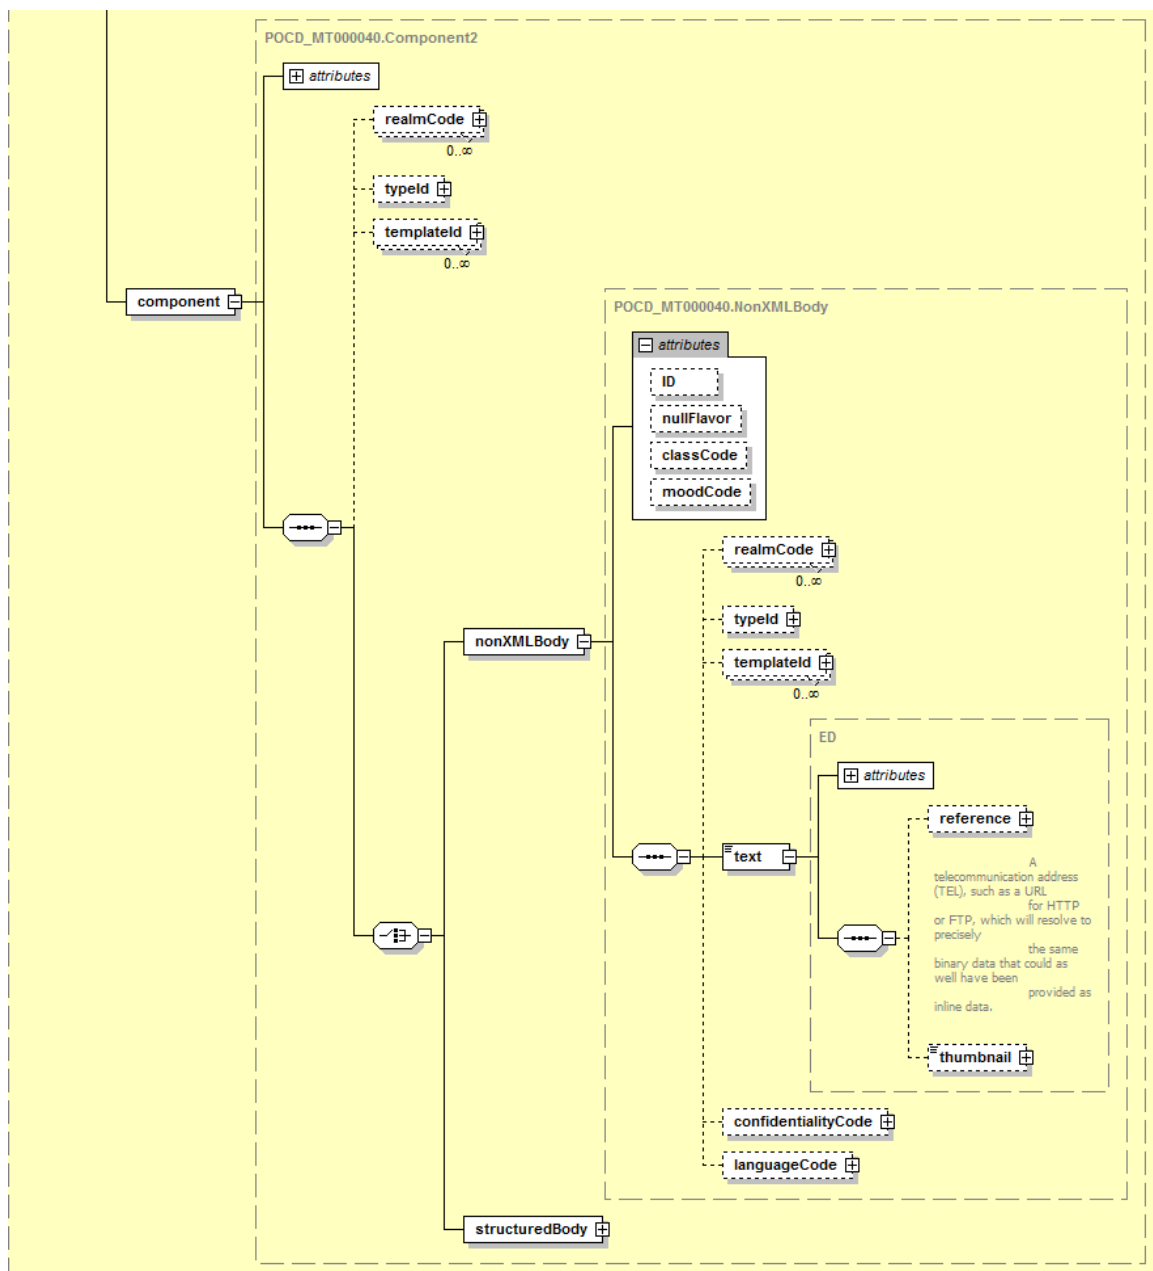 POCD_MT000040.Component2
attributes
realmCode
0..∞
typeId
templateId
0..∞
component
POCD_MT000040.NonXMLBody
attributes
ID
nullFlavor
classCode
moodCode
realmCode
0..∞
typeId
nonXMLBody
templateId
0..∞
ED
attributes
reference
text
A
telecommunication address
(TEL), such as a URL
for HTTP
or FTP, which will resolve to
precisely
the same
binary data that could as
well have been
provided as
inline data.
thumbnail
confidentialityCode
languageCode
structuredBody